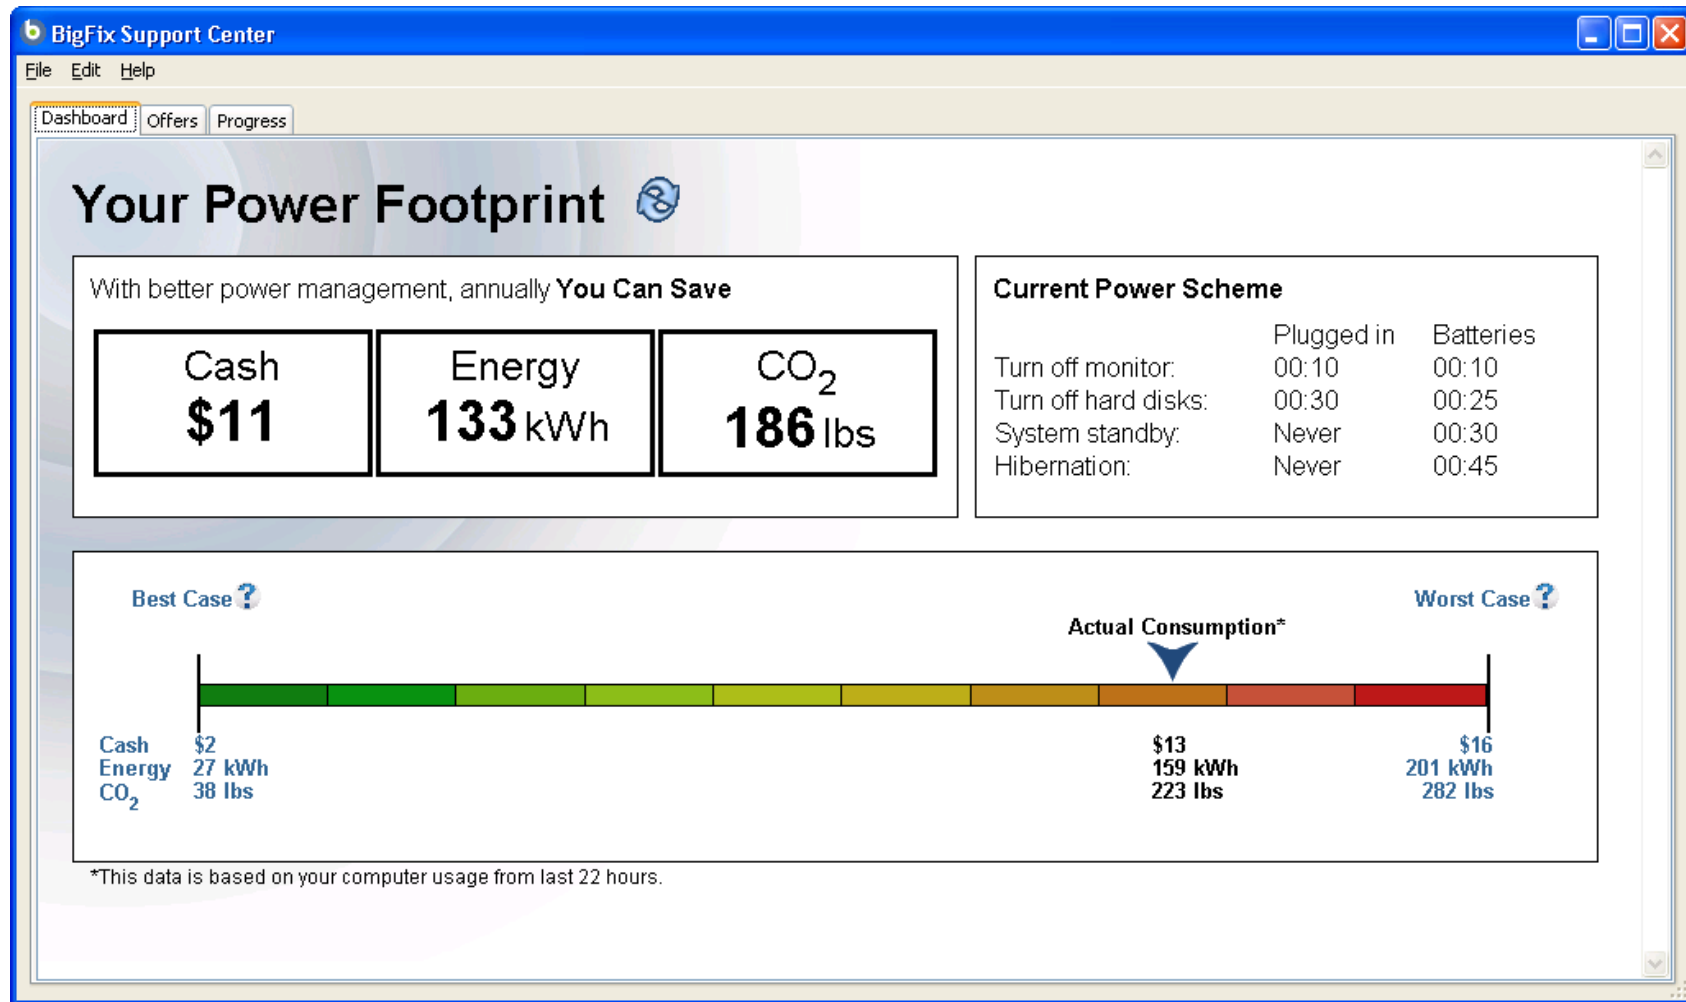 BigFix Support Center
File Edit Help
Dashboard Offers Progress
Your Power Footprint
With better power management, annually You Can Save
Cash
$11
Energy
133 kWh
CO2
186 lbs
Current Power Scheme
Plugged in Batteries
Turn off monitor: 00:10 00:10
Turn off hard disks: 00:30 00:25
System standby: Never 00:30
Hibernation: Never 00:45
Best Case ?
Worst Case ?
Actual Consumption*
Cash $2 $13 $16
Energy 27 kWh 159 kWh 201 kWh
CO2 38 lbs 223 lbs 282 lbs
*This data is based on your computer usage from last 22 hours.